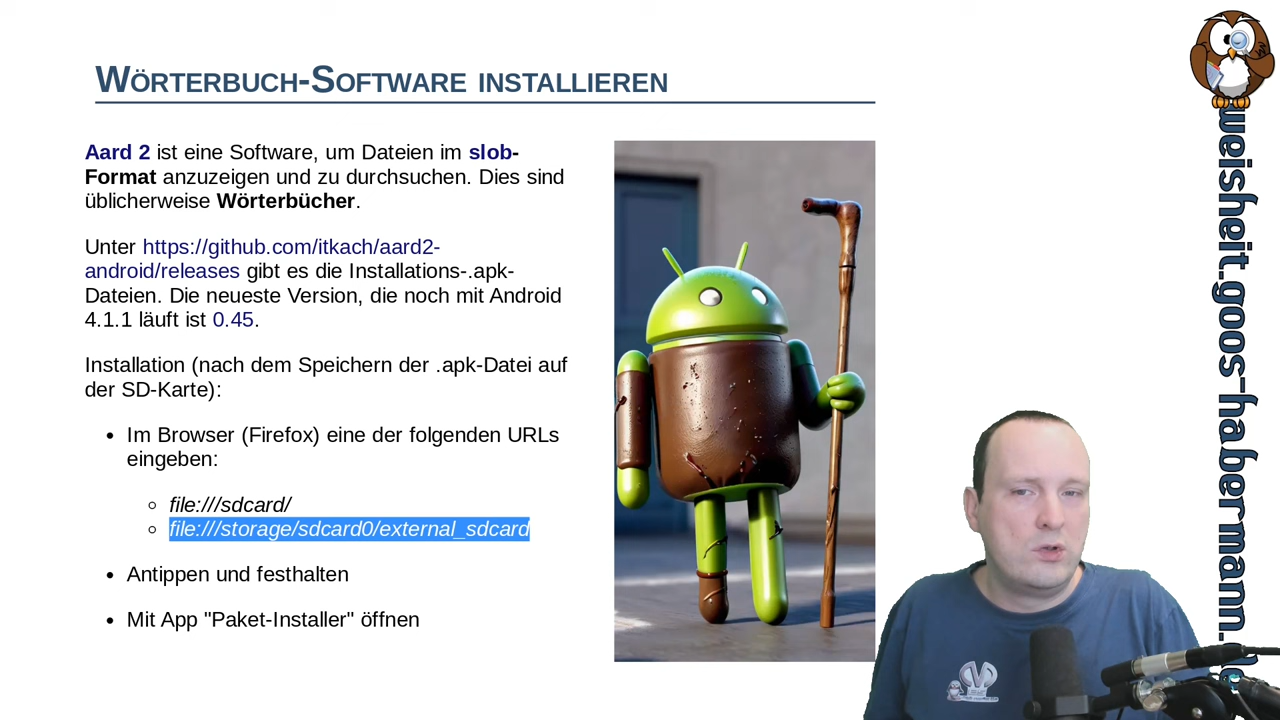 WÖRTERBUCH-SOFTWARE INSTALLIEREN
Aard 2 ist eine Software, um Dateien im slob-
Format anzuzeigen und zu durchsuchen. Dies sind
üblicherweise Wörterbücher.
Unter https://github.com/itkach/aard2-
android/releases gibt es die Installations-.apk-
Dateien. Die neueste Version, die noch mit Android
4.1.1 läuft ist 0.45.
Installation (nach dem Speichern der .apk-Datei auf
der SD-Karte):
• Im Browser (Firefox) eine der folgenden URLs
eingeben:
◦ file:///sdcard/
◦ file:///storage/sdcard0/external_sdcard
• Antippen und festhalten
• Mit App "Paket-Installer" öffnen
weisheit.goos-habermann.de